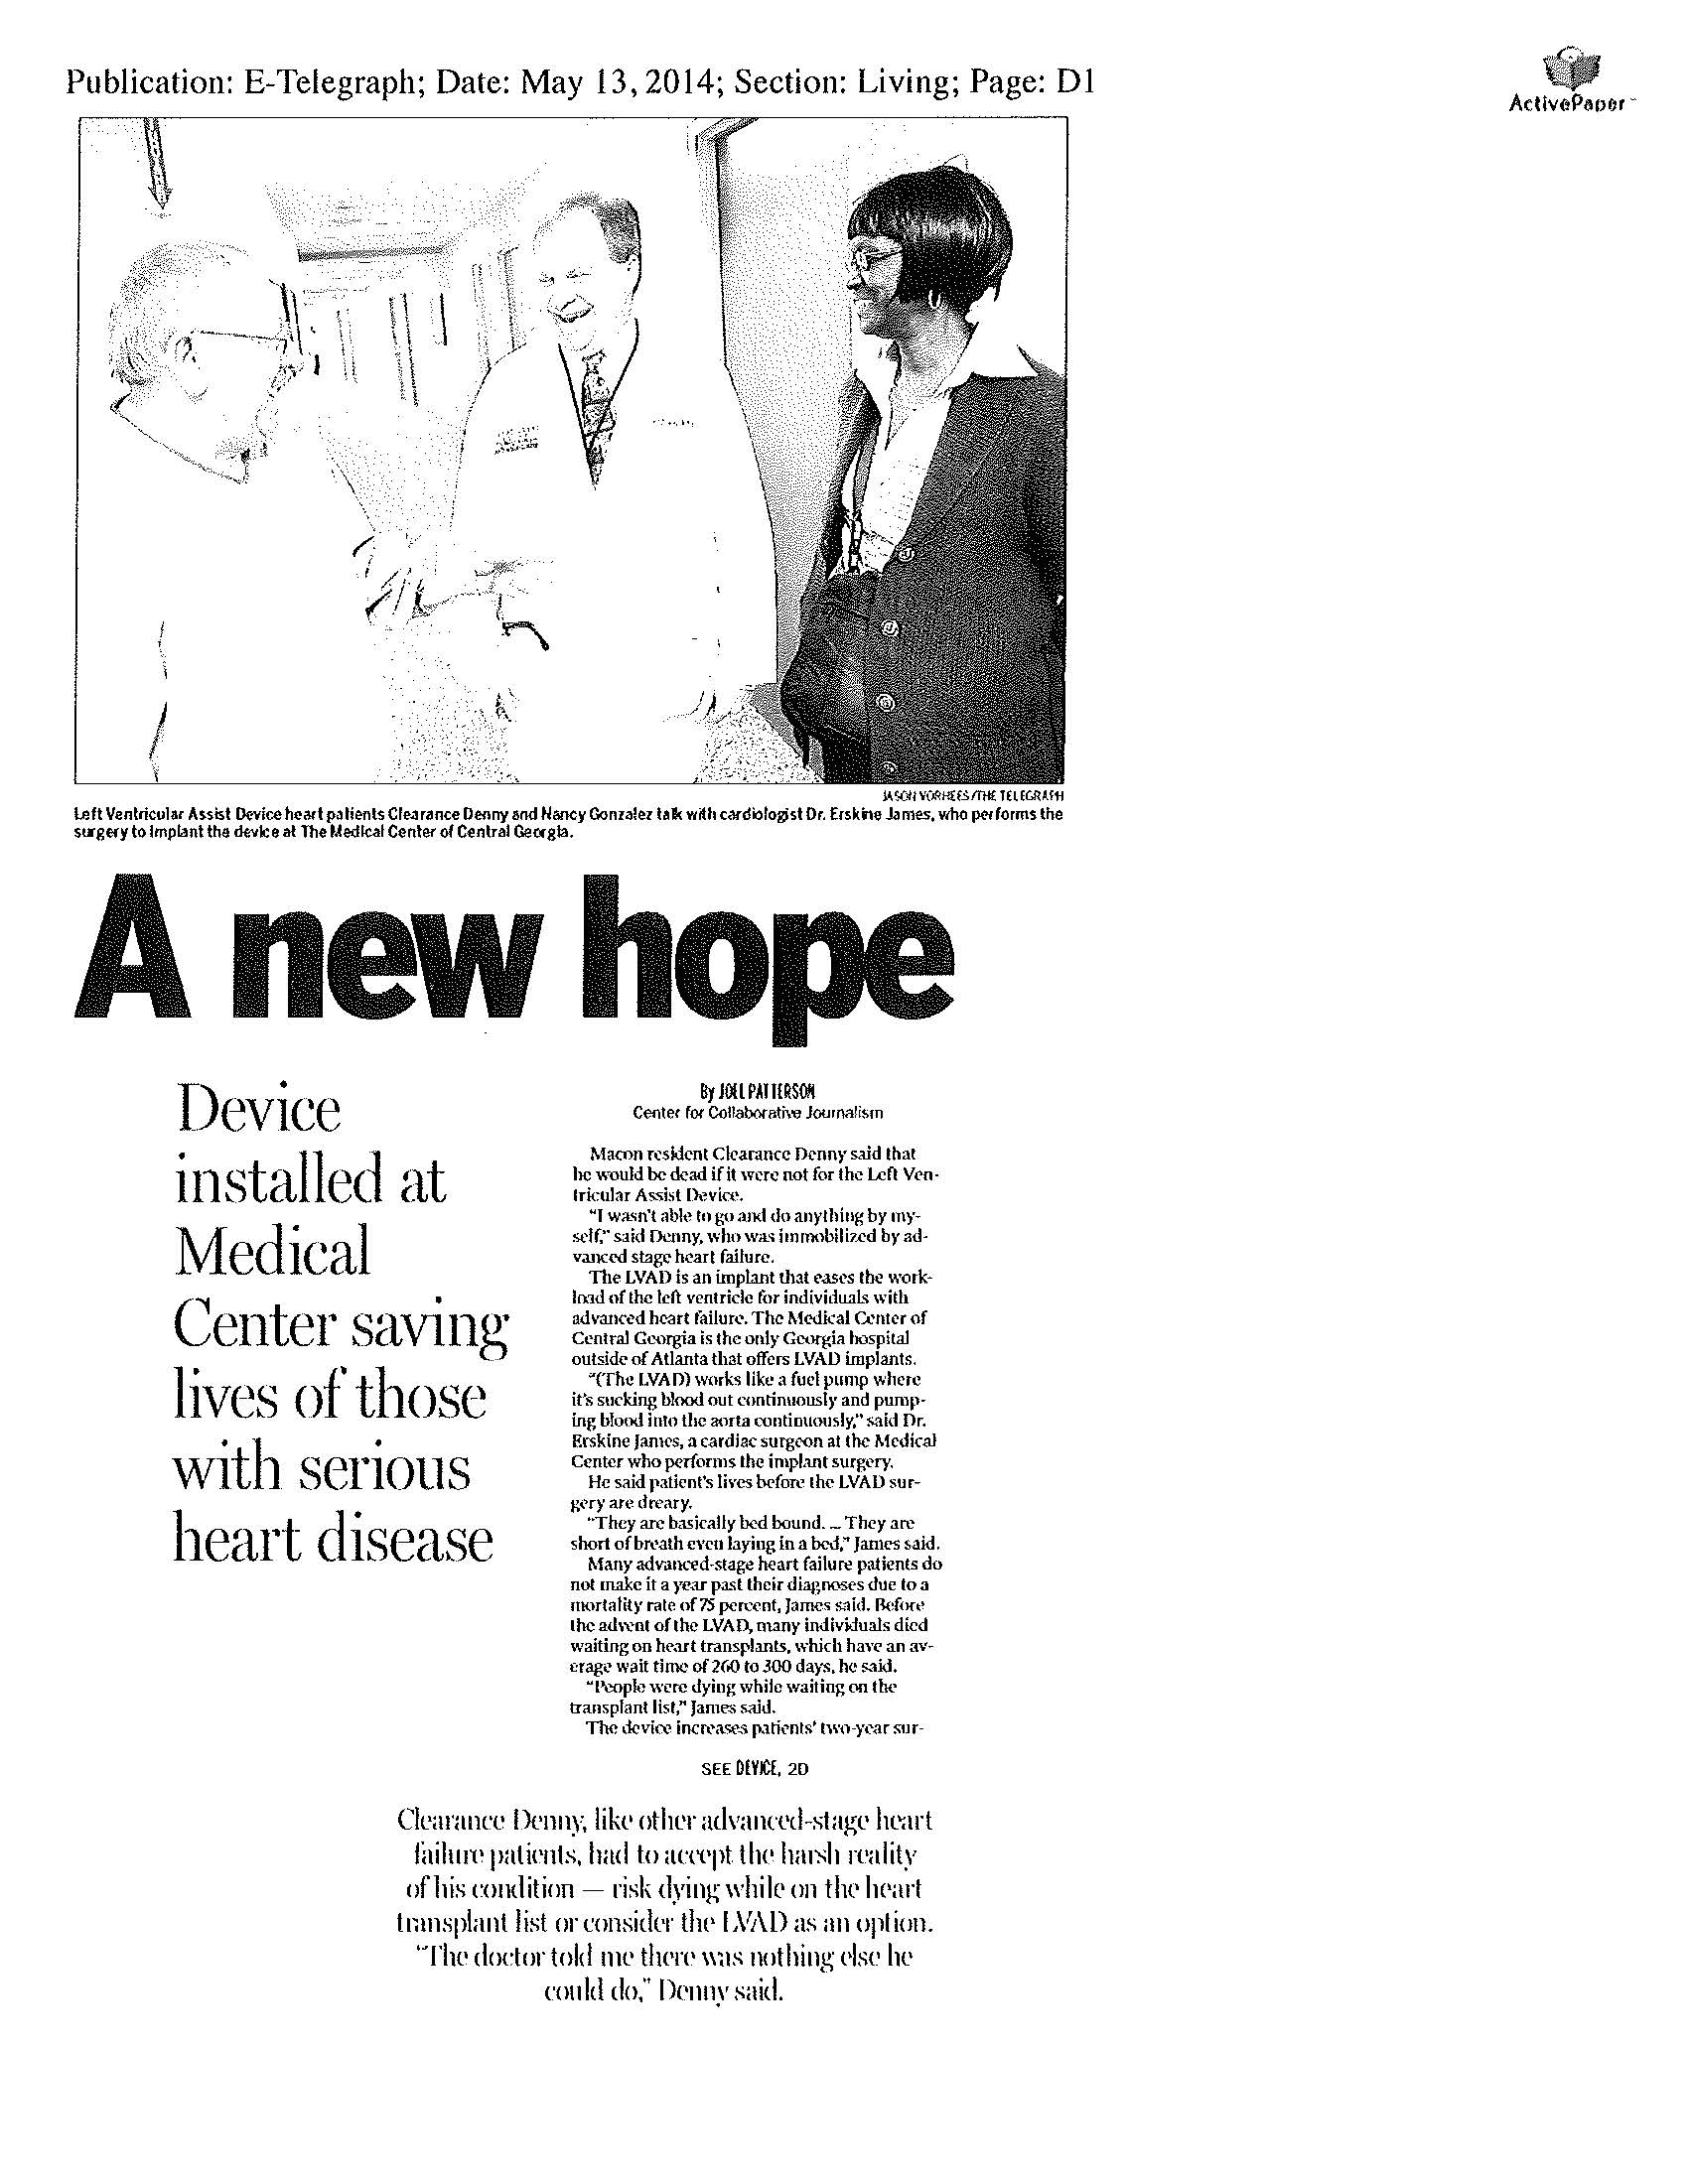 Publication: E-Telegraph; Date: May 13, 2014; Section: Living; Page: D1
ActivePaper
JASON VORHEES/THE TELEGRAPH
Left Ventricular Assist Device heart patients Clearance Denny and Nancy Gonzalez talk with cardiologist Dr. Erskine James, who performs the
surgery to implant the device at The Medical Center of Central Georgia.
A new hope
Device
installed at
Medical
Center saving
lives of those
with serious
heart disease
By JOEL PATTERSON
Center for Collaborative Journalism
Macon resident Clearance Denny said that
he would be dead if it were not for the Left Ven-
tricular Assist Device.
"I wasn't able to go and do anything by my-
self," said Denny, who was immobilized by ad-
vanced stage heart failure.
The LVAD is an implant that eases the work-
load of the left ventricle for individuals with
advanced heart failure. The Medical Center of
Central Georgia is the only Georgia hospital
outside of Atlanta that offers LVAD implants.
"(The LVAD) works like a fuel pump where
it's sucking blood out continuously and pump-
ing blood into the aorta continuously," said Dr.
Erskine James, a cardiac surgeon at the Medical
Center who performs the implant surgery.
He said patient's lives before the LVAD sur-
gery are dreary.
"They are basically bed bound. ... They are
short of breath even laying in a bed," James said.
Many advanced-stage heart failure patients do
not make it a year past their diagnoses due to a
mortality rate of 75 percent, James said. Before
the advent of the LVAD, many individuals died
waiting on heart transplants, which have an av-
erage wait time of 260 to 300 days, he said.
"People were dying while waiting on the
transplant list," James said.
The device increases patients' two-year sur-
SEE DEVICE, 2D
Clearance Denny, like other advanced-stage heart
failure patients, had to accept the harsh reality
of his condition — risk dying while on the heart
transplant list or consider the LVAD as an option.
"The doctor told me there was nothing else he
could do," Denny said.